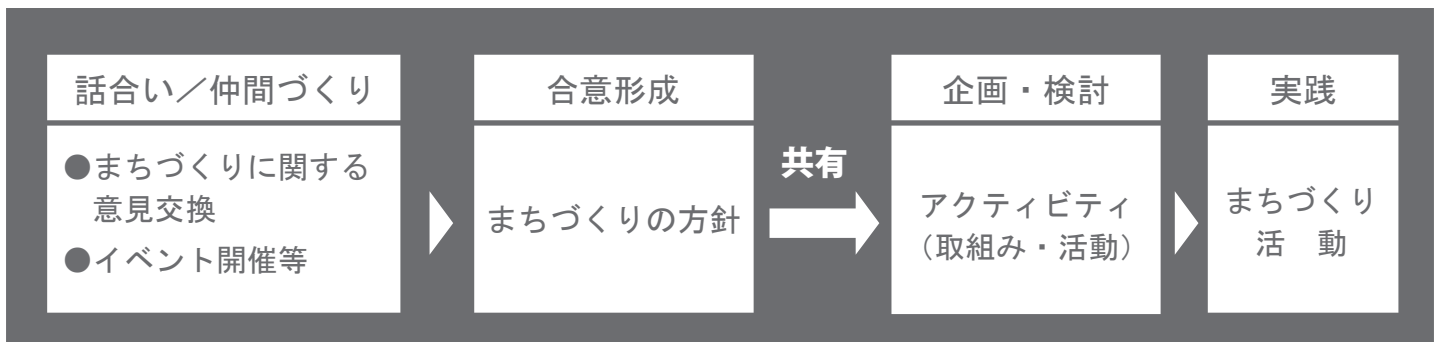 話合い／仲間づくり
●まちづくりに関する
意見交換
●イベント開催等
合意形成
まちづくりの方針
共有
企画・検討
アクティビティ
（取組み・活動）
実践
まちづくり
活　動